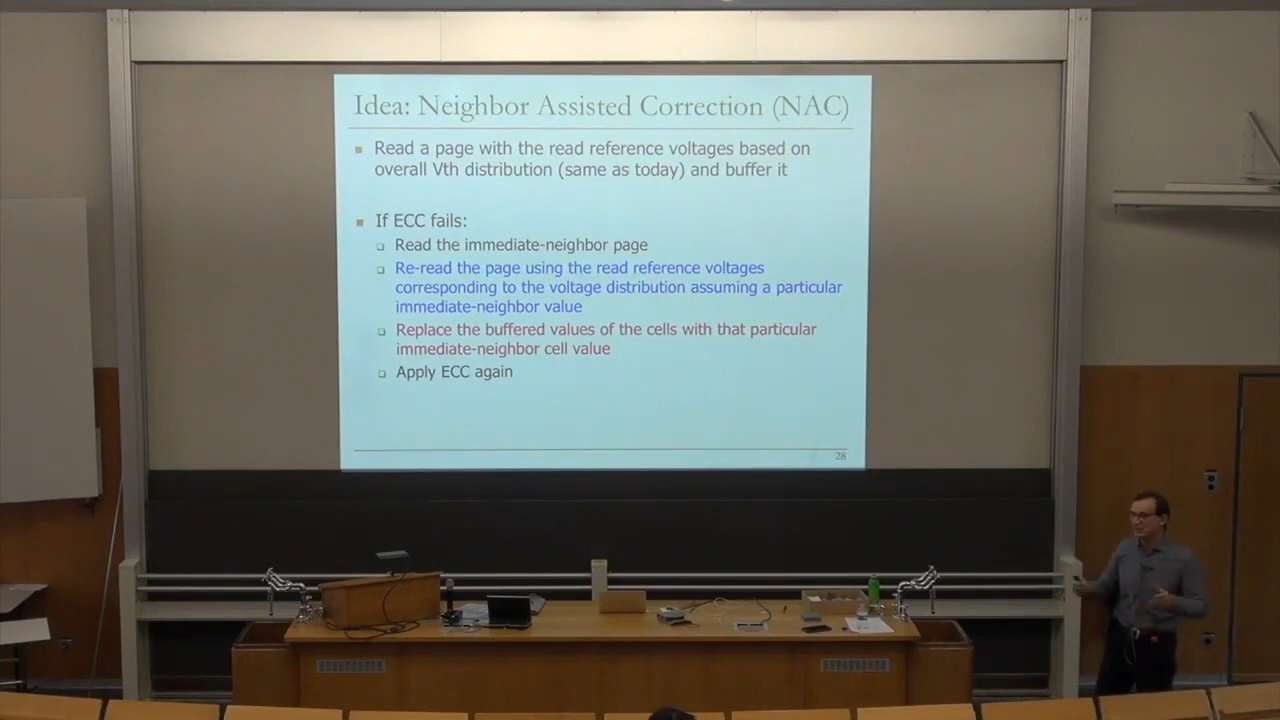 Idea: Neighbor Assisted Correction (NAC)
Read a page with the read reference voltages based on
overall Vth distribution (same as today) and buffer it
If ECC fails:
Read the immediate-neighbor page
Re-read the page using the read reference voltages
corresponding to the voltage distribution assuming a particular
immediate-neighbor value
Replace the buffered values of the cells with that particular
immediate-neighbor cell value
Apply ECC again
28